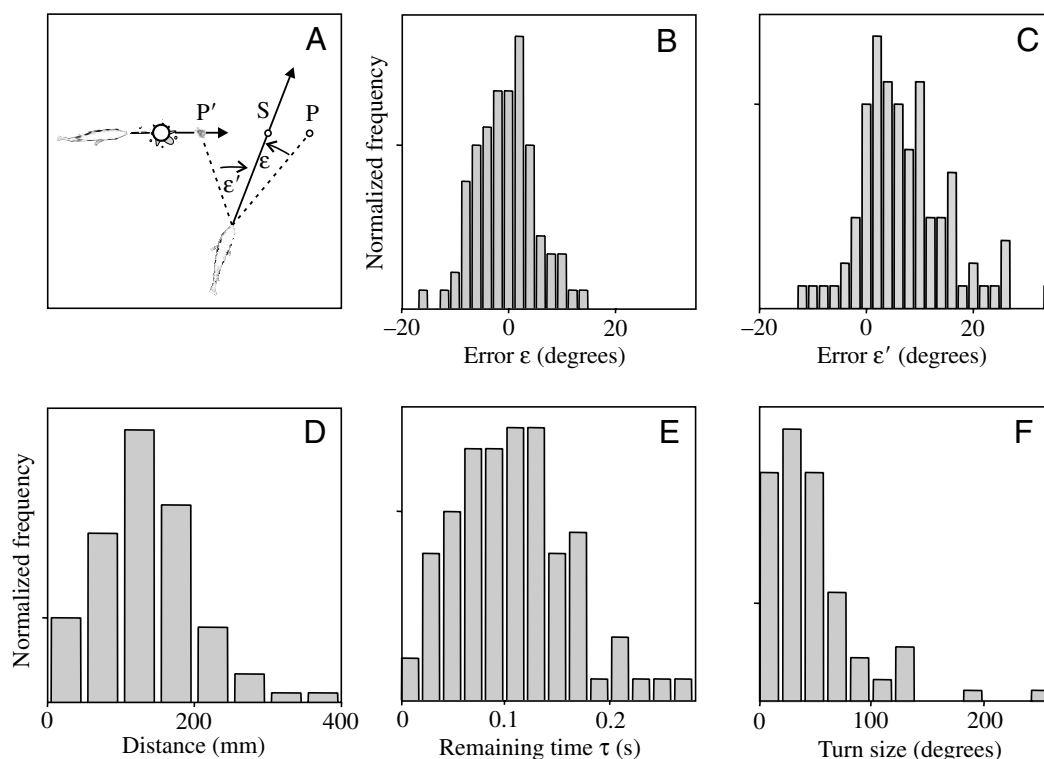 A
P′
S
P
ε′
ε
B
Normalized frequency
–20
0
20
Error ε (degrees)
C
–20
0
20
Error ε′ (degrees)
D
Normalized frequency
0
200
400
Distance (mm)
E
0
0.1
0.2
Remaining time τ (s)
F
0
100
200
Turn size (degrees)